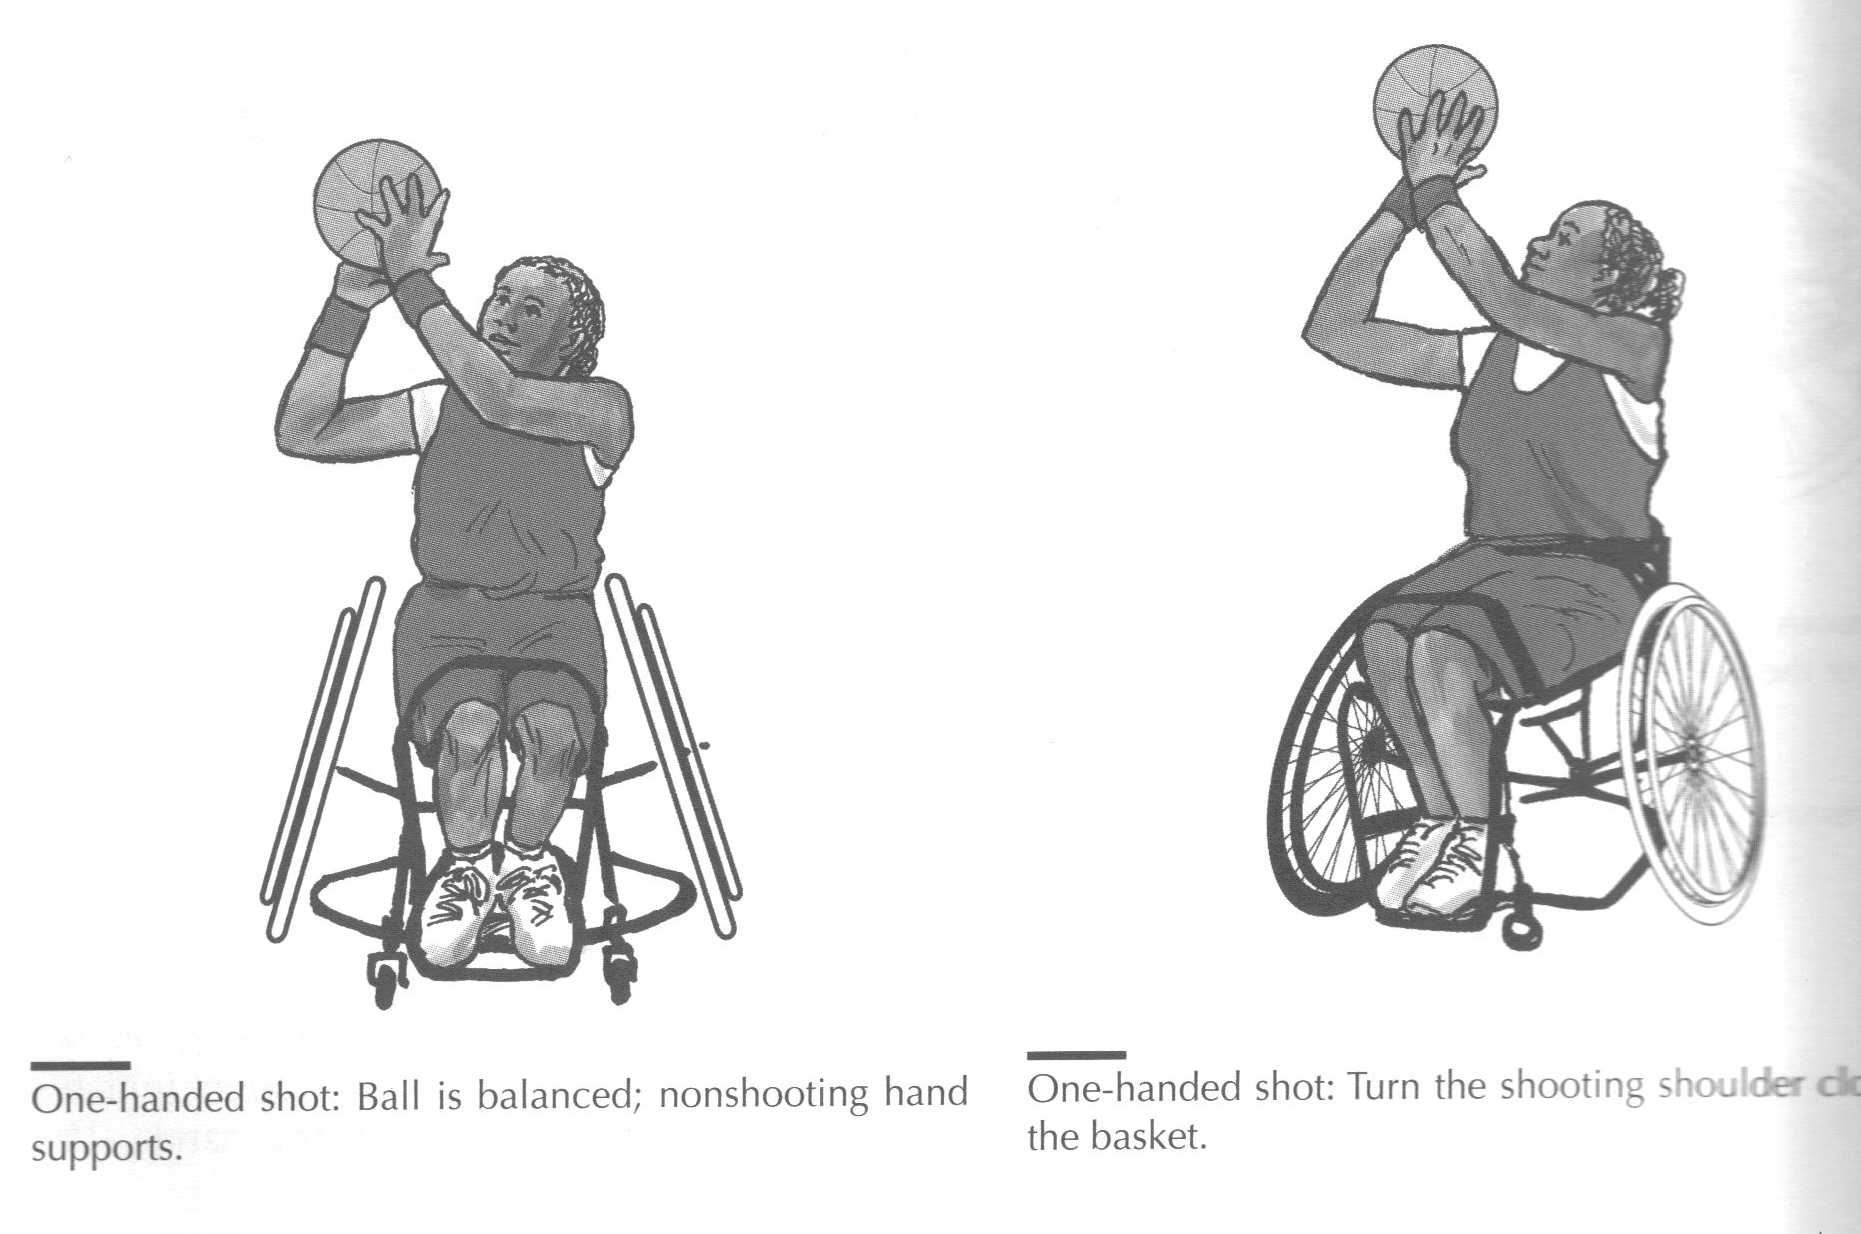 One-handed shot: Ball is balanced; nonshooting hand
supports.
One-handed shot: Turn the shooting shoulder
the basket.